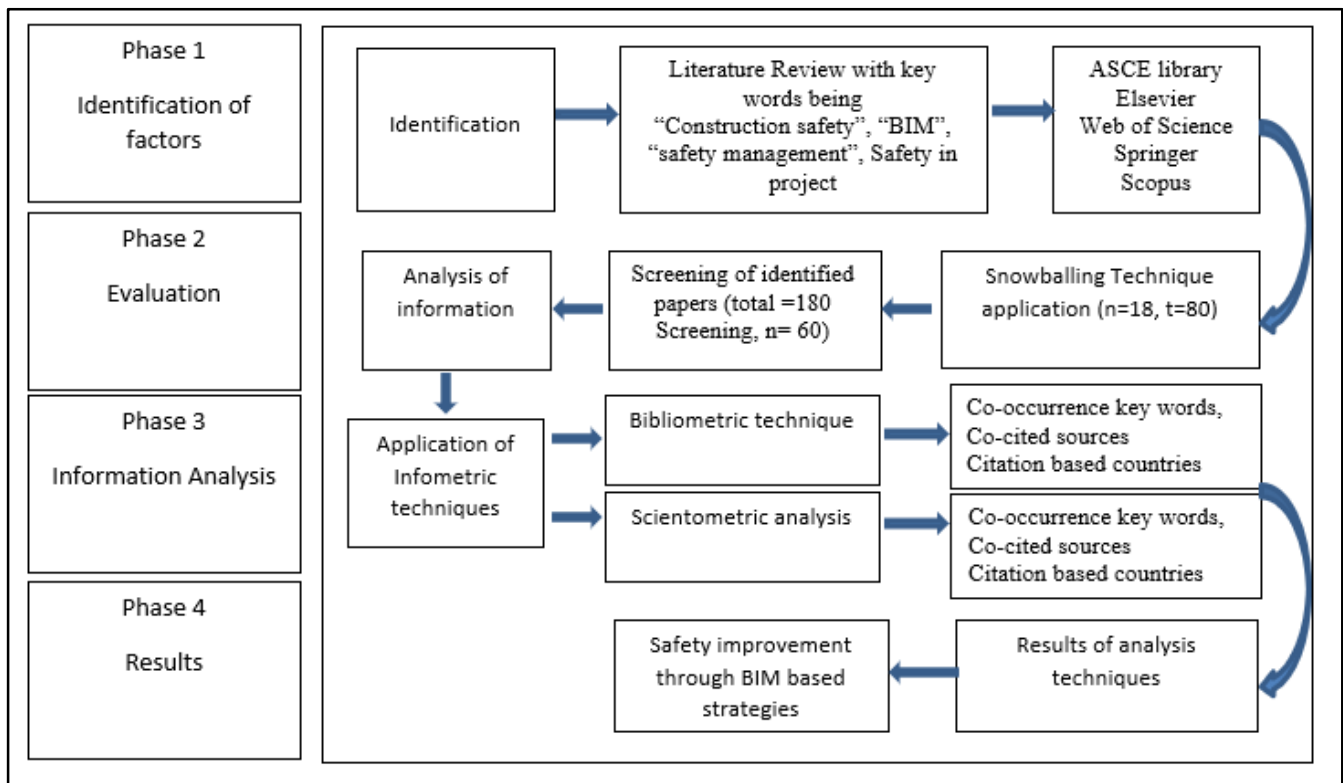 Phase 1
Identification of
factors
Identification
Literature Review with key
words being
“Construction safety”, “BIM”,
“safety management”, Safety in
project
ASCE library
Elsevier
Web of Science
Springer
Scopus
Phase 2
Evaluation
Analysis of
information
Screening of identified
papers (total =180
Screening, n= 60)
Snowballing Technique
application (n=18, t=80)
Phase 3
Information Analysis
Application of
Infometric
techniques
Bibliometric technique
Co-occurrence key words,
Co-cited sources
Citation based countries
Scientometric analysis
Co-occurrence key words,
Co-cited sources
Citation based countries
Phase 4
Results
Safety improvement
through BIM based
strategies
Results of analysis
techniques